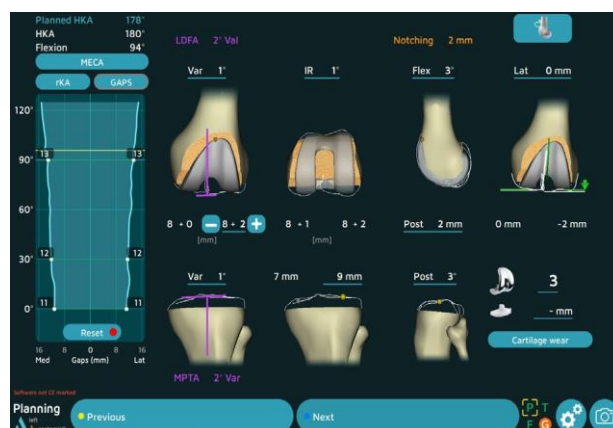 Planned HKA 178°
HKA 180°
Flexion 94°
MECA
rKA GAPS
LDFA 2° Val
Notching 2 mm
Var 1°
IR 1°
Flex 3°
Lat 0 mm
120°
90°
30°
0°
13 13
12 12
11 11
Reset
16 8 0 8 16
Med Gaps (mm) Lat
8 + 0 − 8 + 2 +
[mm]
8 + 1 8 + 2
[mm]
Post 2 mm
0 mm -2 mm
Var 1°
7 mm 9 mm
Post 3°
3
- mm
Cartilage wear
MPTA 2° Var
Software not CE marked
Planning
left
Previous
Next
P T
F G